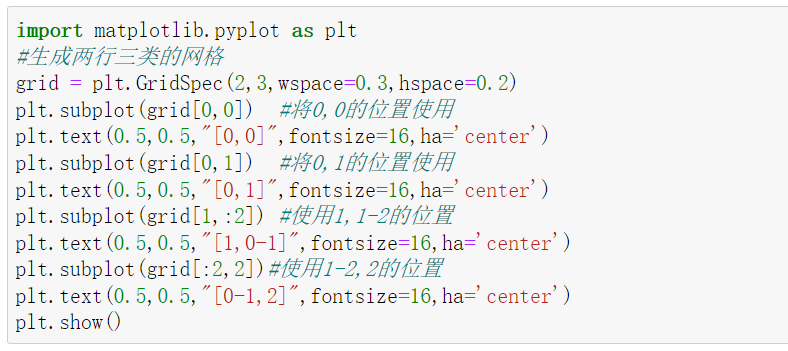 import matplotlib.pyplot as plt
#生成两行三类的网格
grid = plt.GridSpec(2,3,wspace=0.3,hspace=0.2)
plt.subplot(grid[0,0])  #将0,0的位置使用
plt.text(0.5,0.5,"[0,0]",fontsize=16,ha='center')
plt.subplot(grid[0,1])  #将0,1的位置使用
plt.text(0.5,0.5,"[0,1]",fontsize=16,ha='center')
plt.subplot(grid[1,:2]) #使用1,1-2的位置
plt.text(0.5,0.5,"[1,0-1]",fontsize=16,ha='center')
plt.subplot(grid[:2,2])#使用1-2,2的位置
plt.text(0.5,0.5,"[0-1,2]",fontsize=16,ha='center')
plt.show()